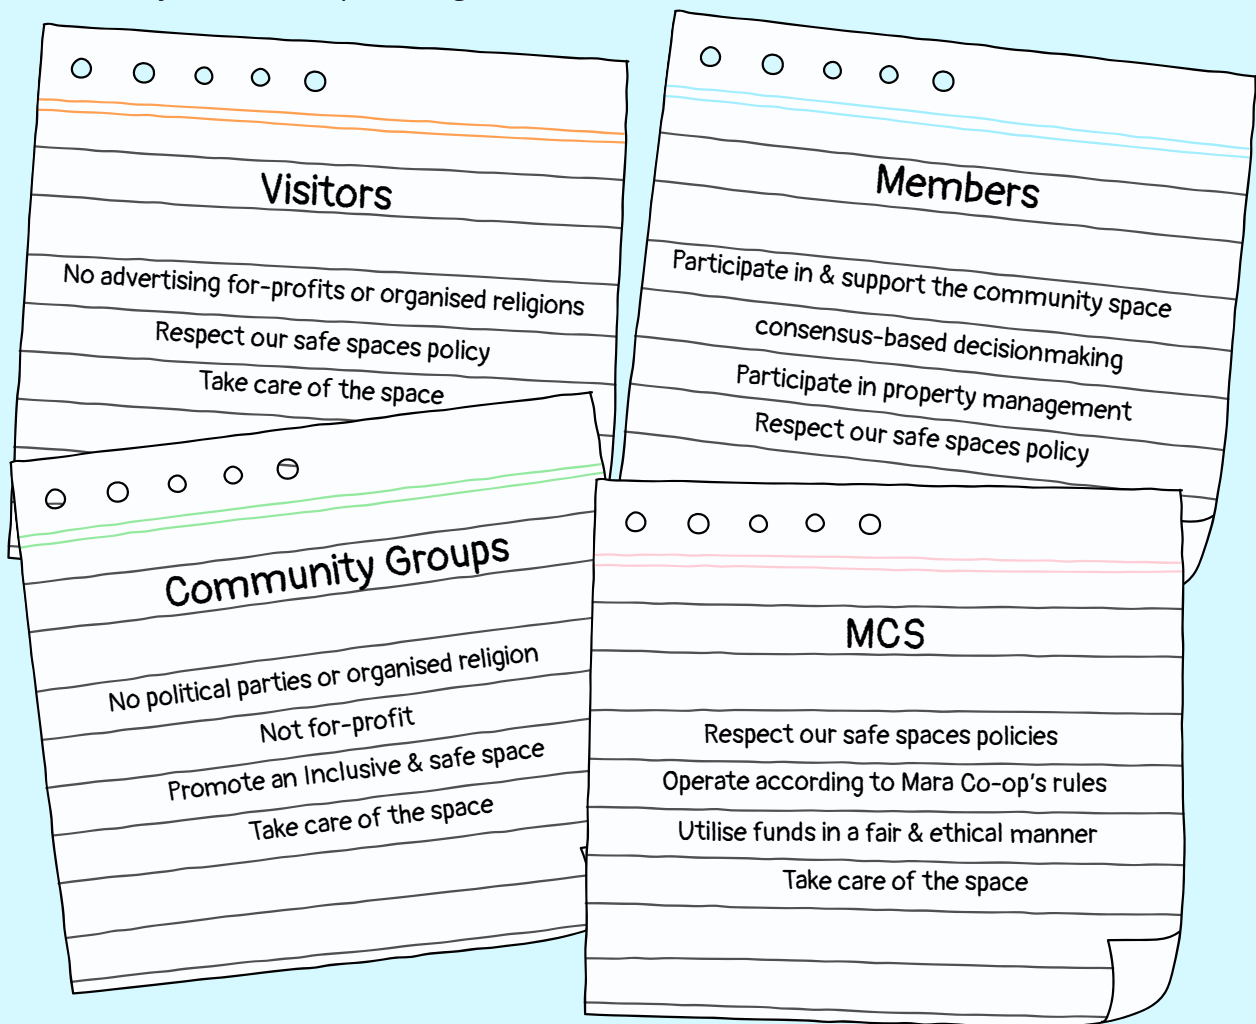 Visitors
No advertising for-profits or organised religions
Respect our safe spaces policy
Take care of the space
Members
Participate in & support the community space
consensus-based decisionmaking
Participate in property management
Respect our safe spaces policy
Community Groups
No political parties or organised religion
Not for-profit
Promote an Inclusive & safe space
Take care of the space
MCS
Respect our safe spaces policies
Operate according to Mara Co-op's rules
Utilise funds in a fair & ethical manner
Take care of the space